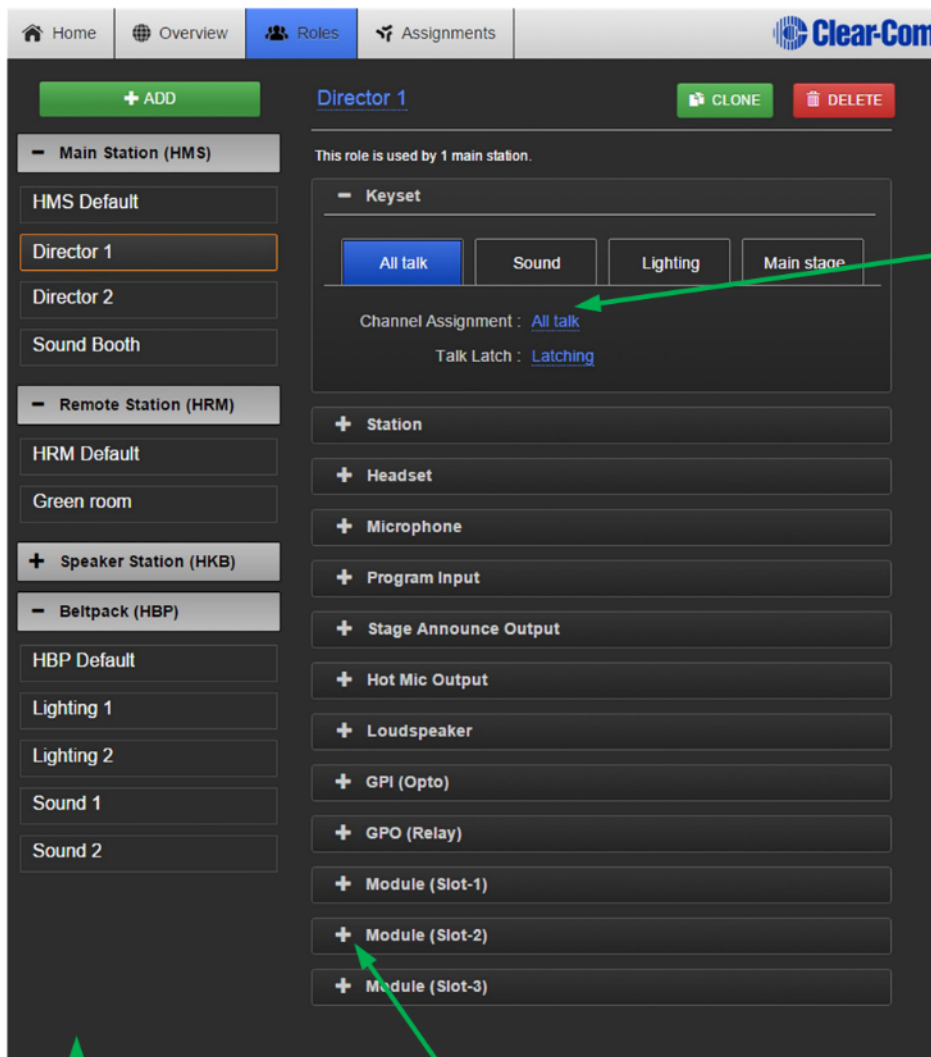 Home Overview Roles Assignments Clear-Com
+ ADD
− Main Station (HMS)
HMS Default
Director 1
Director 2
Sound Booth
− Remote Station (HRM)
HRM Default
Green room
+ Speaker Station (HKB)
− Beltpack (HBP)
HBP Default
Lighting 1
Lighting 2
Sound 1
Sound 2
Director 1 CLONE DELETE
This role is used by 1 main station.
− Keyset
All talk Sound Lighting Main stage
Channel Assignment : All talk
Talk Latch : Latching
+ Station
+ Headset
+ Microphone
+ Program Input
+ Stage Announce Output
+ Hot Mic Output
+ Loudspeaker
+ GPI (Opto)
+ GPO (Relay)
+ Module (Slot-1)
+ Module (Slot-2)
+ Module (Slot-3)